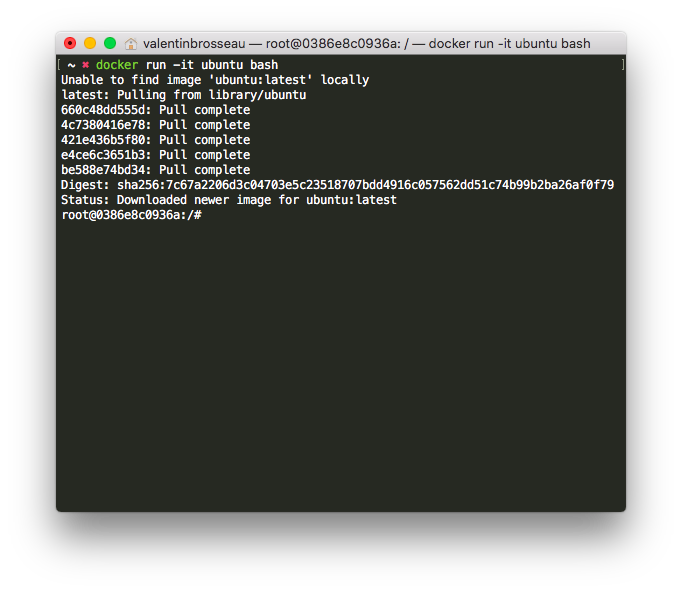 valentinbrosseau — root@0386e8c0936a: / — docker run -it ubuntu bash
[ ~ ✖ docker run -it ubuntu bash ]
Unable to find image 'ubuntu:latest' locally
latest: Pulling from library/ubuntu
660c48dd555d: Pull complete
4c7380416e78: Pull complete
421e436b5f80: Pull complete
e4ce6c3651b3: Pull complete
be588e74bd34: Pull complete
Digest: sha256:7c67a2206d3c04703e5c23518707bdd4916c057562dd51c74b99b2ba26af0f79
Status: Downloaded newer image for ubuntu:latest
root@0386e8c0936a:/#